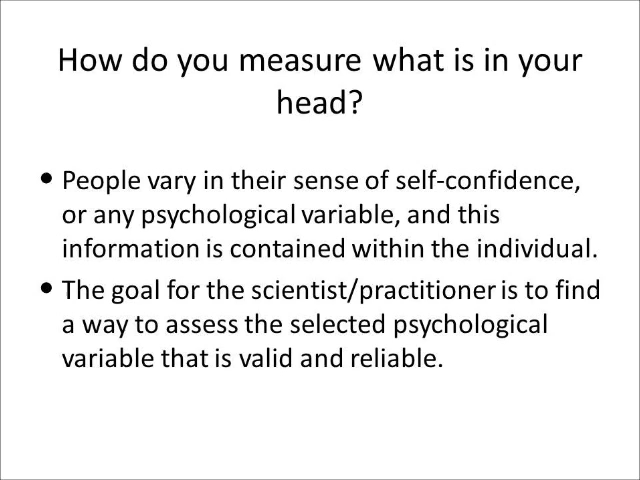 How do you measure what is in your
head?
• People vary in their sense of self-confidence,
or any psychological variable, and this
information is contained within the individual.
• The goal for the scientist/practitioner is to find
a way to assess the selected psychological
variable that is valid and reliable.